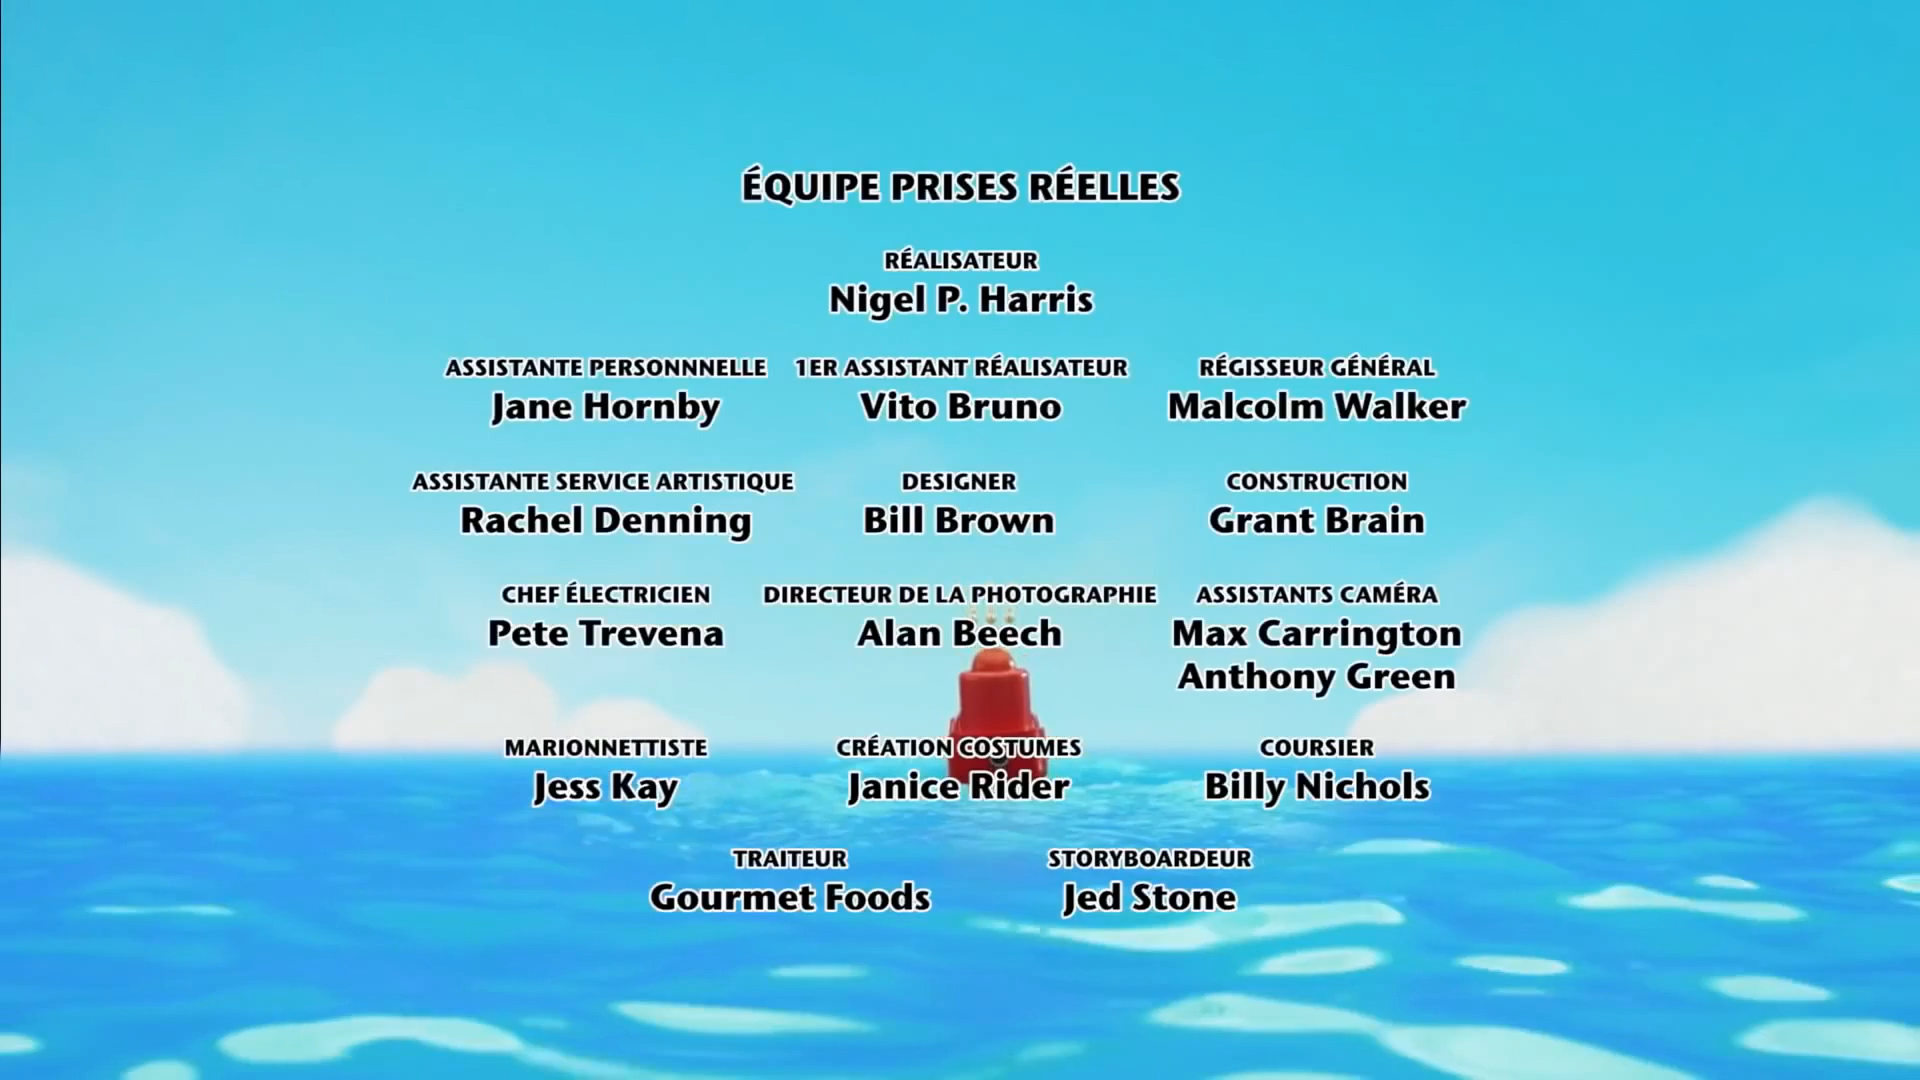 ÉQUIPE PRISES RÉELLES
RÉALISATEUR
Nigel P. Harris
ASSISTANTE PERSONNNELLE
Jane Hornby
1ER ASSISTANT RÉALISATEUR
Vito Bruno
RÉGISSEUR GÉNÉRAL
Malcolm Walker
ASSISTANTE SERVICE ARTISTIQUE
Rachel Denning
DESIGNER
Bill Brown
CONSTRUCTION
Grant Brain
CHEF ÉLECTRICIEN
Pete Trevena
DIRECTEUR DE LA PHOTOGRAPHIE
Alan Beech
ASSISTANTS CAMÉRA
Max Carrington
Anthony Green
MARIONNETTISTE
Jess Kay
CRÉATION COSTUMES
Janice Rider
COURSIER
Billy Nichols
TRAITEUR
Gourmet Foods
STORYBOARDEUR
Jed Stone